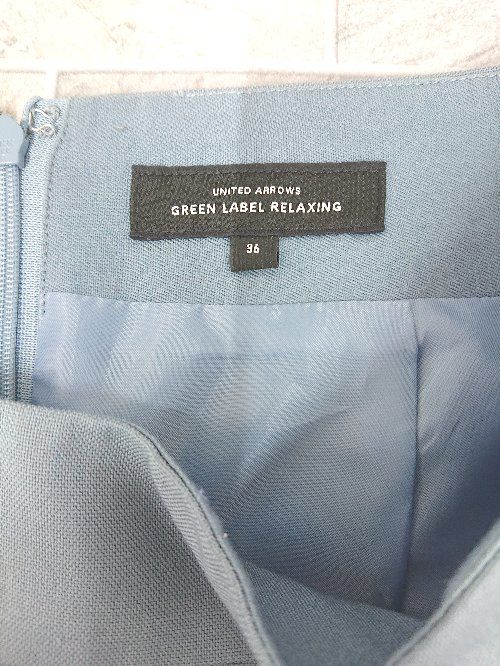 UNITED ARROWS
GREEN LABEL RELAXING
36